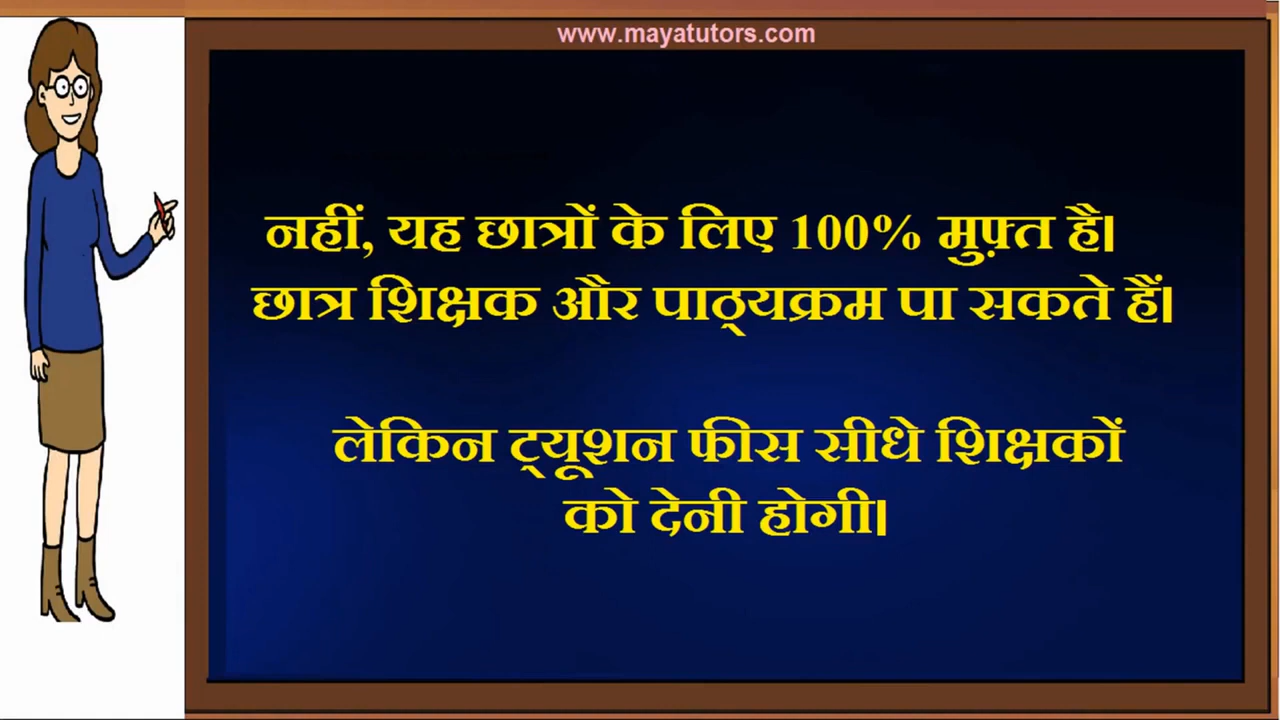 www.mayatutors.com
नहीं, यह छात्रों के लिए 100% मुफ़्त है।
छात्र शिक्षक और पाठ्यक्रम पा सकते हैं।
लेकिन ट्यूशन फीस सीधे शिक्षकों
को देनी होगी।